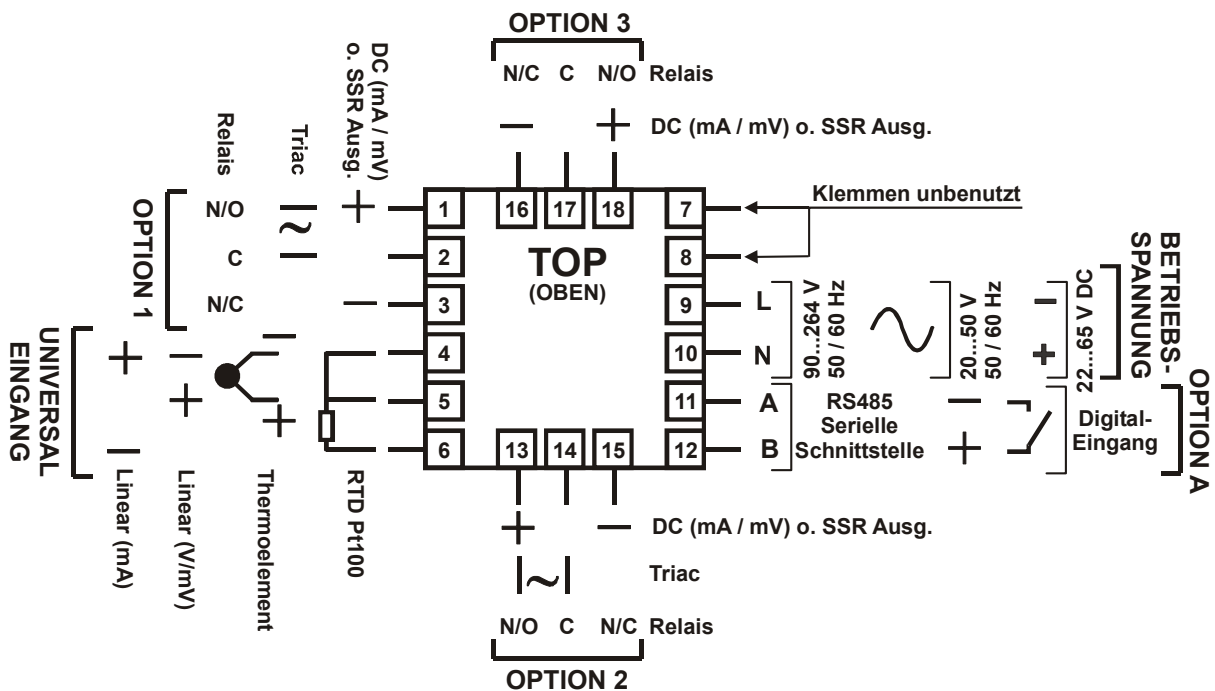 OPTION 3
N/C C N/O Relais
— + DC (mA / mV) o. SSR Ausg.
DC (mA / mV)
o. SSR Ausg.
Triac
Relais
OPTION 1
N/O — ~ +
C —
N/C —
1
2
3
4
5
6
16 17 18
TOP
(OBEN)
13 14 15
7
8
9
10
11
12
Klemmen unbenutzt
L
N
90...264 V
50 / 60 Hz
20...50 V
50 / 60 Hz
− +
22...65 V DC
BETRIEBS-
SPANNUNG
A
B
RS485
Serielle
Schnittstelle
— +
Digital-
Eingang
OPTION A
UNIVERSAL
EINGANG
+ —
Linear (mA)
— +
Linear (V/mV)
— +
Thermoelement
RTD Pt100
+ — DC (mA / mV) o. SSR Ausg.
~ Triac
N/O C N/C Relais
OPTION 2